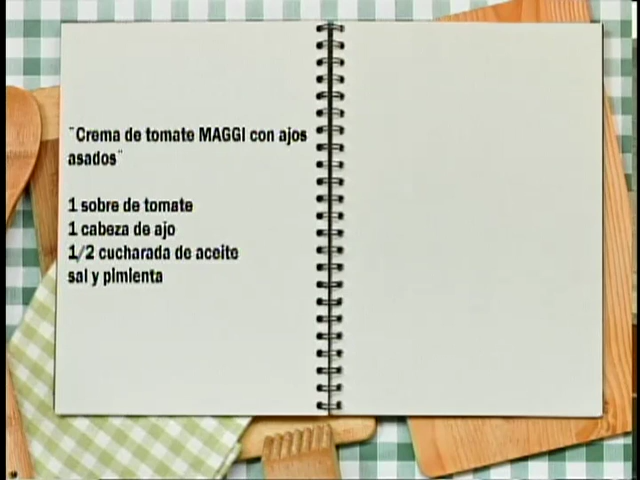 ¨Crema de tomate MAGGI con ajos
asados¨
1 sobre de tomate
1 cabeza de ajo
1/2 cucharada de aceite
sal y pimienta